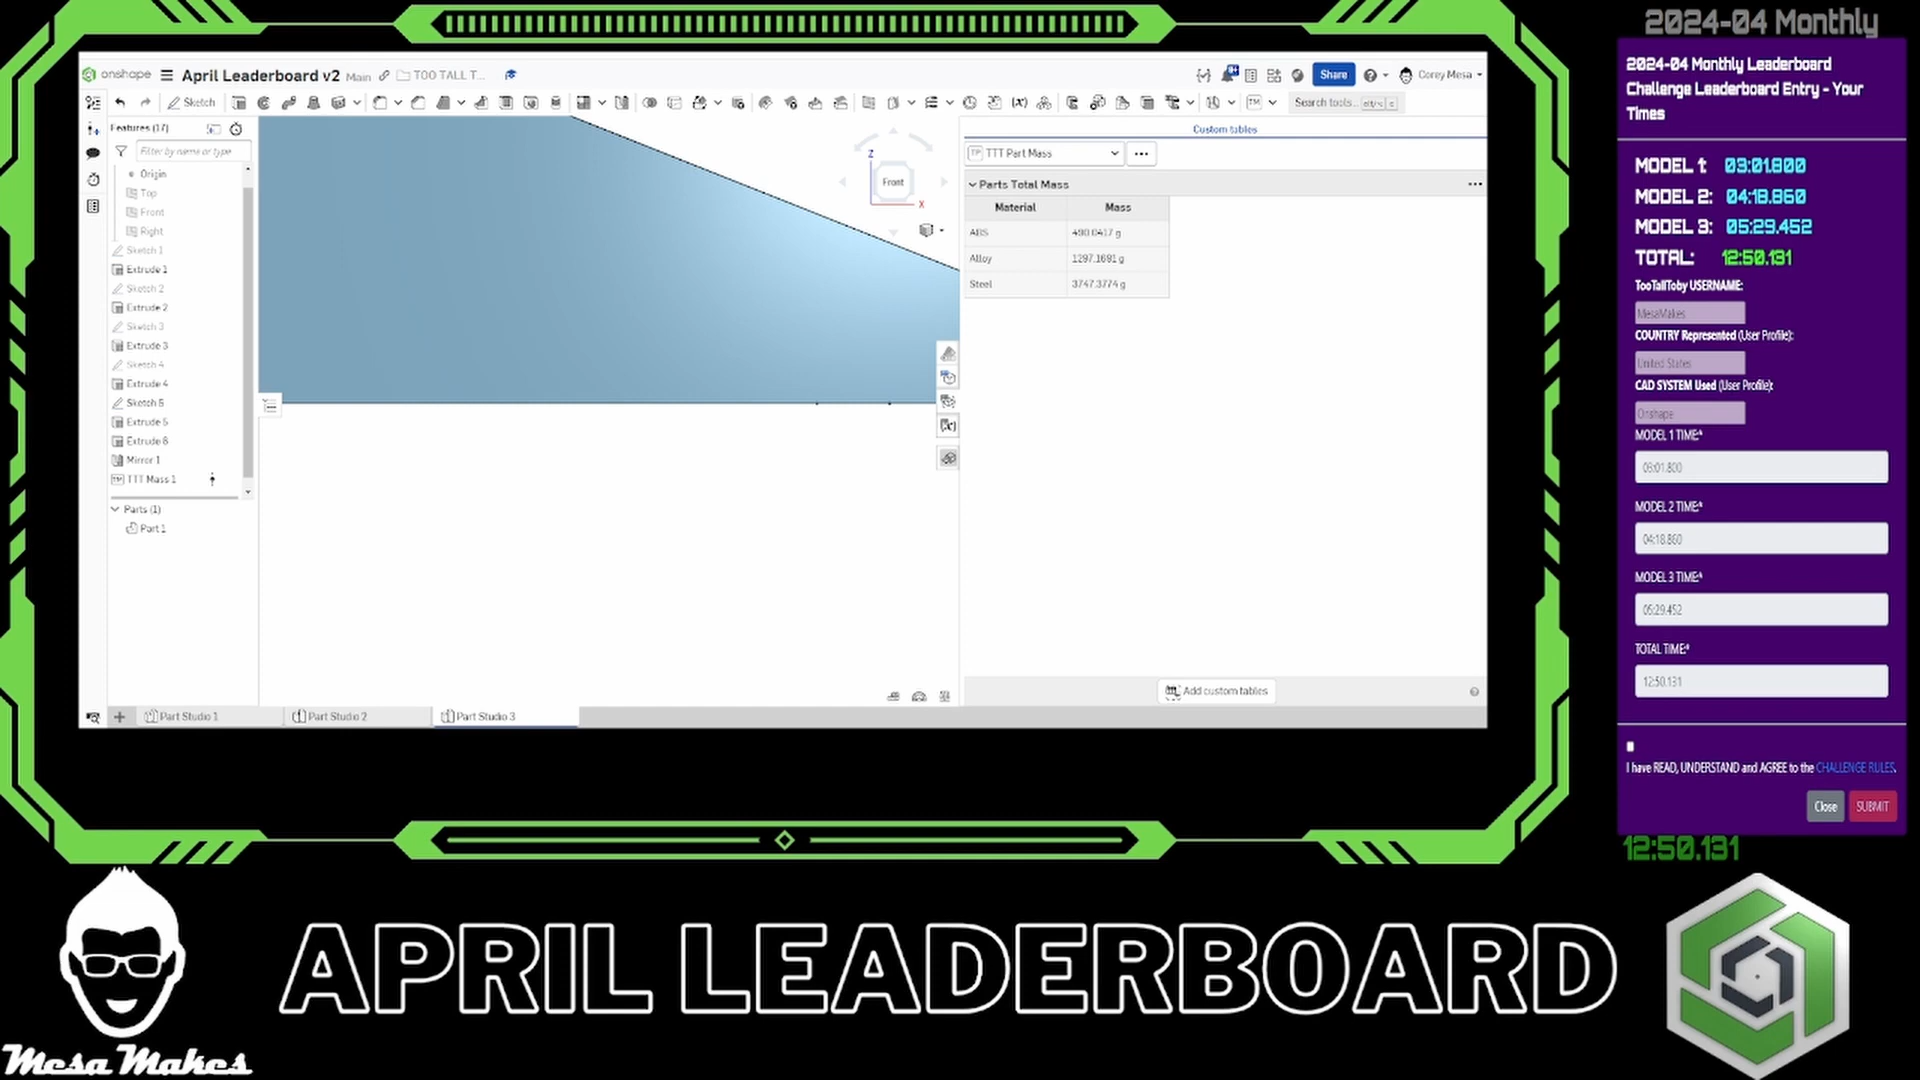 2024-04 Monthly
onshape
April Leaderboard v2
Main
TOO TALL T...
Share
Corey Mesa
Sketch
Search tools...
alt/⌥ c
Features (17)
Filter by name or type
Origin
Top
Front
Right
Sketch 1
Extrude 1
Sketch 2
Extrude 2
Sketch 3
Extrude 3
Sketch 4
Extrude 4
Sketch 5
Extrude 5
Extrude 6
Mirror 1
TTT Mass 1
Parts (1)
Part 1
Z
Front
X
Custom tables
TTT Part Mass
Parts Total Mass
Material Mass
ABS 490.0417 g
Alloy 1297.1691 g
Steel 3747.3774 g
Add custom tables
Part Studio 1
Part Studio 2
Part Studio 3
2024-04 Monthly Leaderboard
Challenge Leaderboard Entry - Your
Times
MODEL 1: 03:01.800
MODEL 2: 04:18.860
MODEL 3: 05:29.452
TOTAL: 12:50.131
TooTallToby USERNAME:
MesaMakes
COUNTRY Represented (User Profile):
United States
CAD SYSTEM Used (User Profile):
Onshape
MODEL 1 TIME:*
03:01.800
MODEL 2 TIME:*
04:18.860
MODEL 3 TIME:*
05:29.452
TOTAL TIME:*
12:50.131
I have READ, UNDERSTAND and AGREE to the CHALLENGE RULES.
Close
SUBMIT
12:50.131
APRIL LEADERBOARD
Mesa Makes